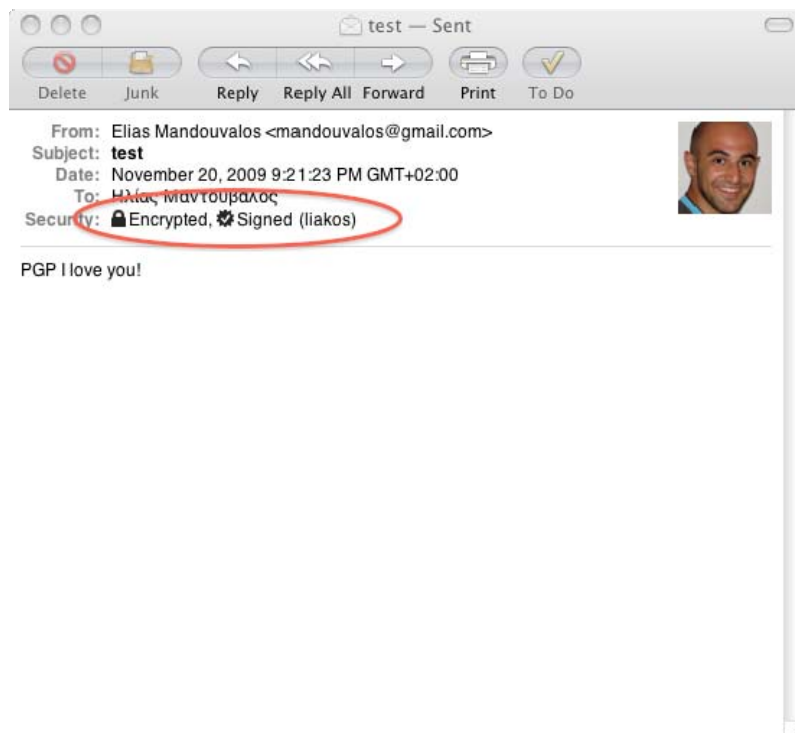 test — Sent
Delete Junk Reply Reply All Forward Print To Do
From: Elias Mandouvalos <mandouvalos@gmail.com>
Subject: test
Date: November 20, 2009 9:21:23 PM GMT+02:00
To: Ηλίας Μαντουβαλος
Security: Encrypted, Signed (liakos)
PGP I love you!